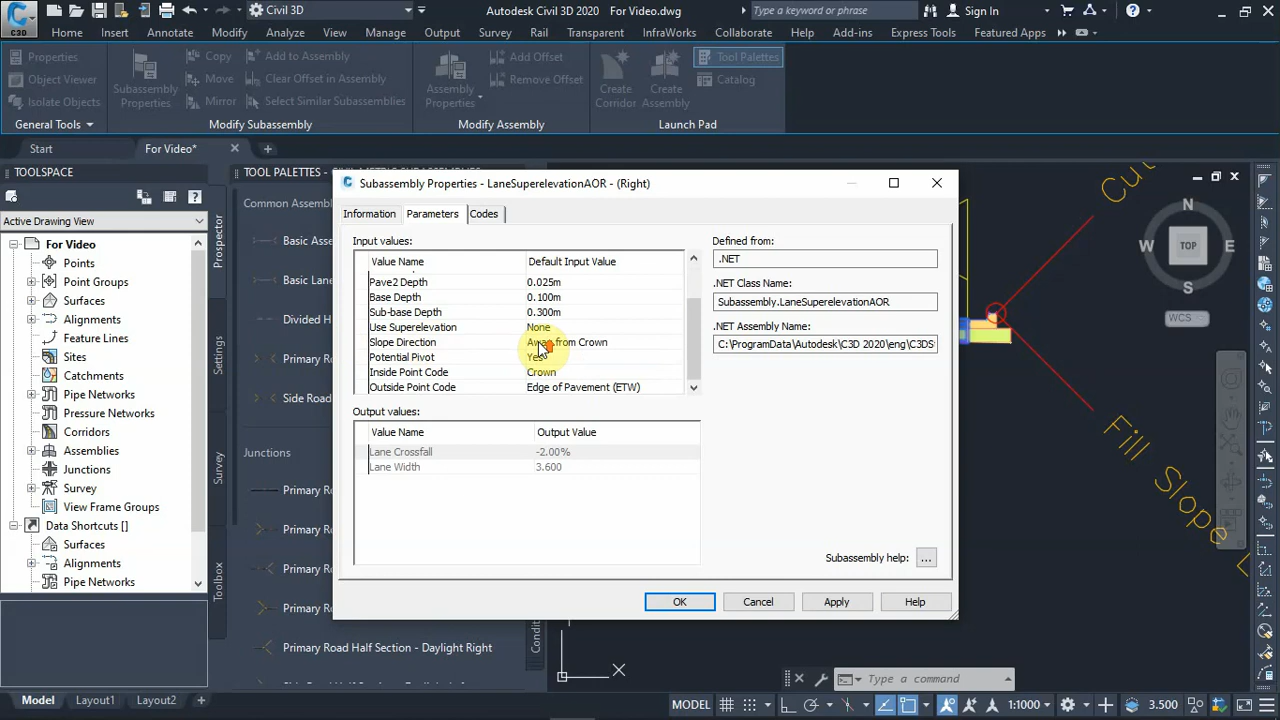 C3D
Civil 3D
Autodesk Civil 3D 2020 For Video.dwg
Type a keyword or phrase
Sign In
Home Insert Annotate Modify Analyze View Manage Output Survey Rail Transparent InfraWorks Collaborate Help Add-ins Express Tools Featured Apps
Properties
Object Viewer
Isolate Objects
General Tools
Subassembly Properties
Copy
Move
Mirror
Add to Assembly
Clear Offset in Assembly
Select Similar Subassemblies
Modify Subassembly
Assembly Properties
Add Offset
Remove Offset
Modify Assembly
Create Corridor
Create Assembly
Tool Palettes
Catalog
Launch Pad
Start
For Video*
TOOLSPACE
Active Drawing View
For Video
Points
Point Groups
Surfaces
Alignments
Feature Lines
Sites
Catchments
Pipe Networks
Pressure Networks
Corridors
Assemblies
Junctions
Survey
View Frame Groups
Data Shortcuts []
Surfaces
Alignments
Pipe Networks
Prospector
Settings
Survey
Toolbox
Common Assem
Basic Asse
Basic Lane
Divided H
Primary Ro
Side Road
Junctions
Primary Ro
Primary Ro
Primary Ro
Primary Ro
Primary Road Half Section - Daylight Right
Subassembly Properties - LaneSuperelevationAOR - (Right)
Information Parameters Codes
Input values:
Value Name Default Input Value
Pave2 Depth 0.025m
Base Depth 0.100m
Sub-base Depth 0.300m
Use Superelevation None
Slope Direction Away from Crown
Potential Pivot Yes
Inside Point Code Crown
Outside Point Code Edge of Pavement (ETW)
Output values:
Value Name Output Value
Lane Crossfall -2.00%
Lane Width 3.600
Defined from:
.NET
.NET Class Name:
Subassembly.LaneSuperelevationAOR
.NET Assembly Name:
C:\ProgramData\Autodesk\C3D 2020\eng\C3DS
Subassembly help:
...
OK Cancel Apply Help
Cut
Fill Slope
N
W TOP E
S
WCS
Y
X
Type a command
Model Layout1 Layout2
MODEL
1:1000
3.500